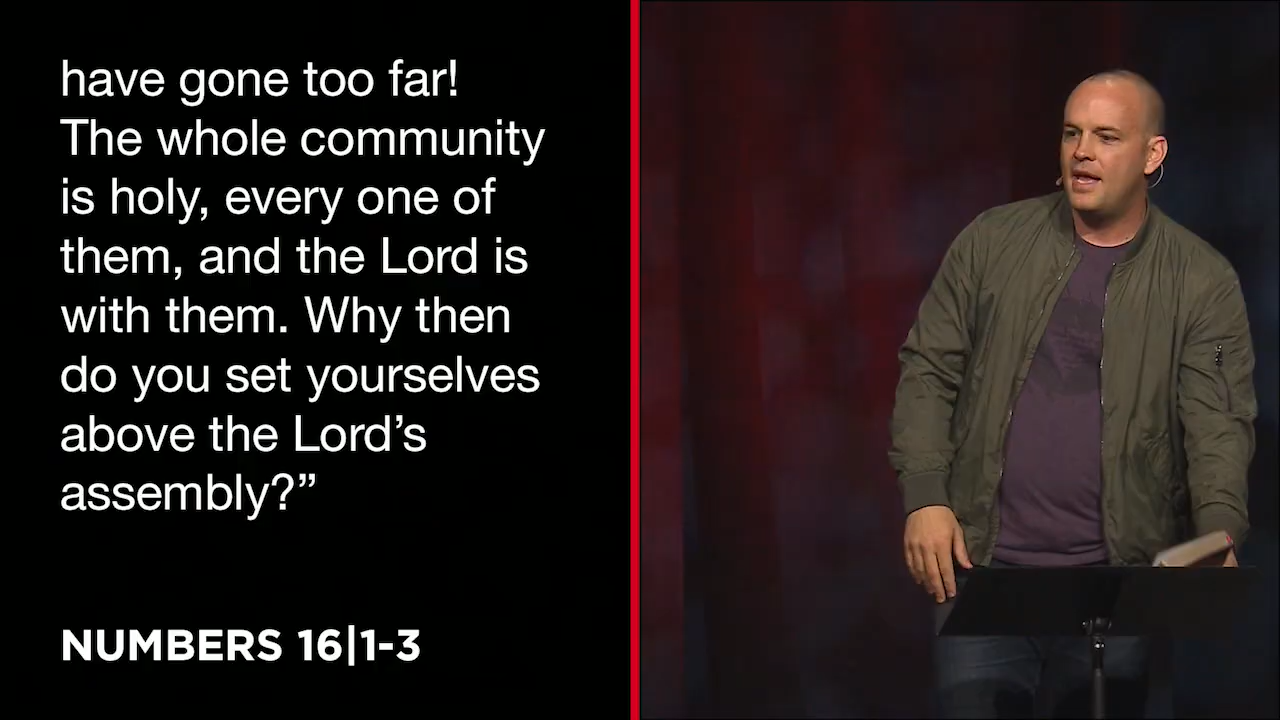 have gone too far!
The whole community
is holy, every one of
them, and the Lord is
with them. Why then
do you set yourselves
above the Lord’s
assembly?”
NUMBERS 16|1-3